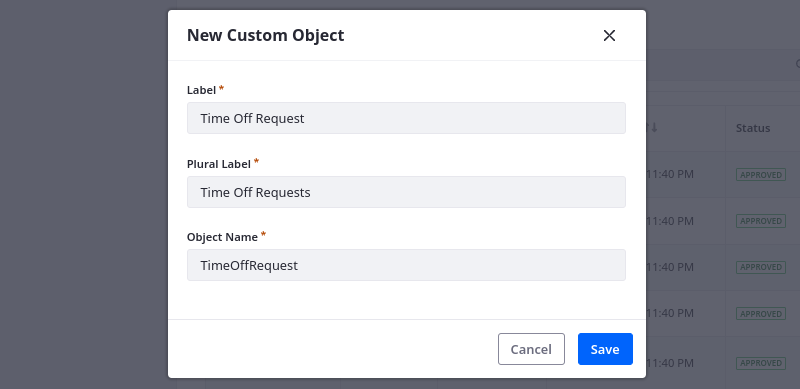 New Custom Object
Label *
Time Off Request
Plural Label *
Time Off Requests
Object Name *
TimeOffRequest
Cancel
Save
Status
11:40 PM
APPROVED
11:40 PM
APPROVED
11:40 PM
APPROVED
11:40 PM
APPROVED
11:40 PM
APPROVED